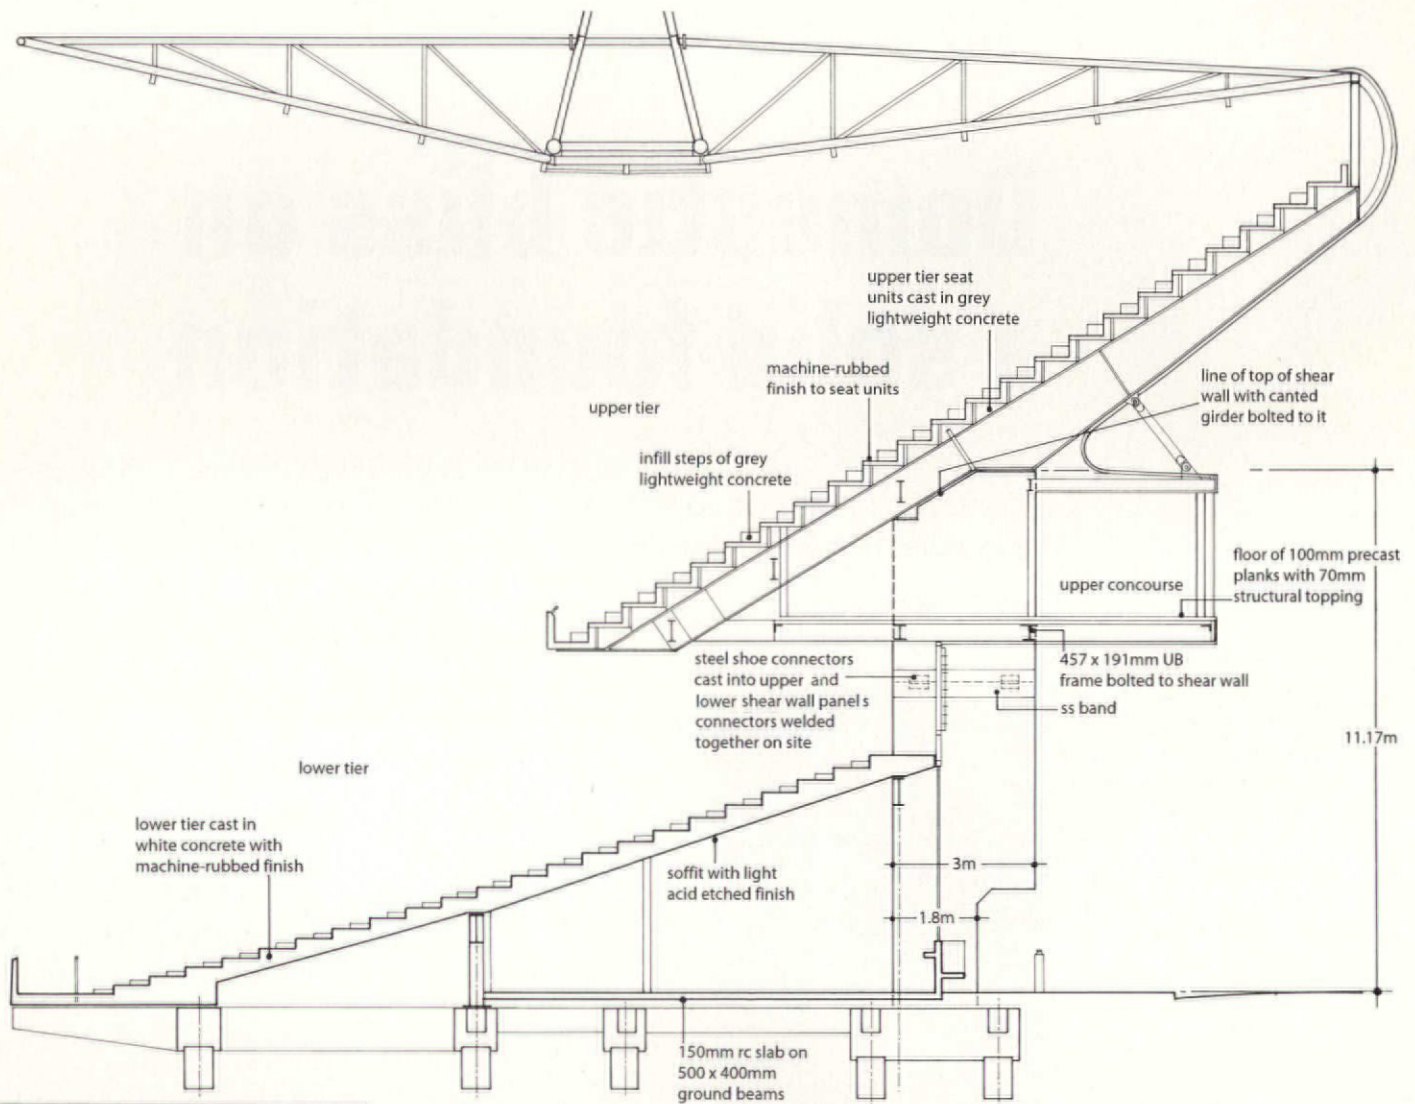 upper tier seat
units cast in grey
lightweight concrete
machine-rubbed
finish to seat units
line of top of shear
wall with canted
girder bolted to it
upper tier
infill steps of grey
lightweight concrete
floor of 100mm precast
planks with 70mm
structural topping
upper concourse
steel shoe connectors
cast into upper and
lower shear wall panels
connectors welded
together on site
457 x 191mm UB
frame bolted to shear wall
ss band
11.17m
lower tier
lower tier cast in
white concrete with
machine-rubbed finish
soffit with light
acid etched finish
3m
1.8m
150mm rc slab on
500 x 400mm
ground beams